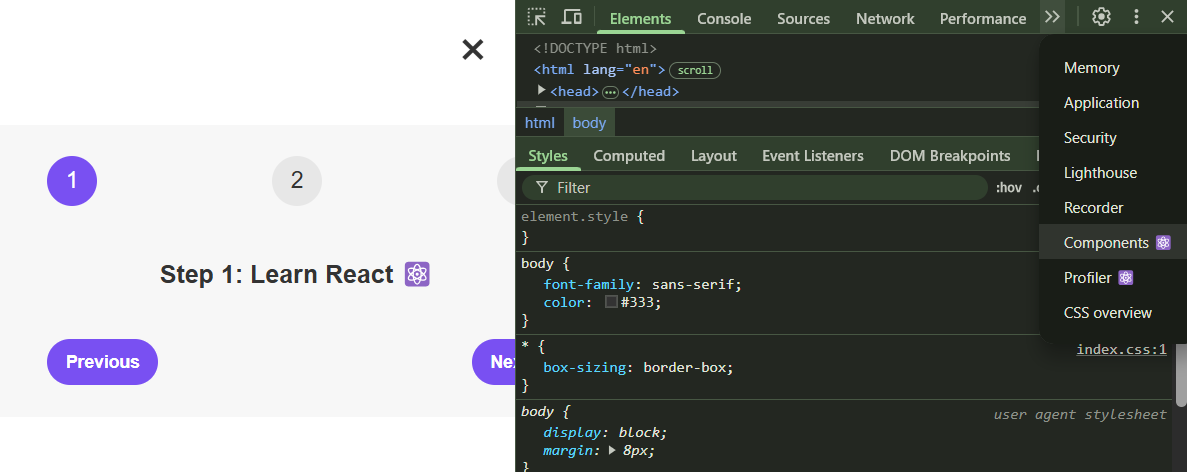 1
2
Step 1: Learn React ⚛️
Previous
Nex
Elements Console Sources Network Performance
<!DOCTYPE html>
<html lang="en"> scroll
<head> … </head>
html body
Styles Computed Layout Event Listeners DOM Breakpoints
Filter
:hov
element.style {
}
body {
font-family: sans-serif;
color: #333;
}
* {
index.css:1
box-sizing: border-box;
}
body {
user agent stylesheet
display: block;
margin: 8px;
}
Memory
Application
Security
Lighthouse
Recorder
Components ⚛️
Profiler ⚛️
CSS overview